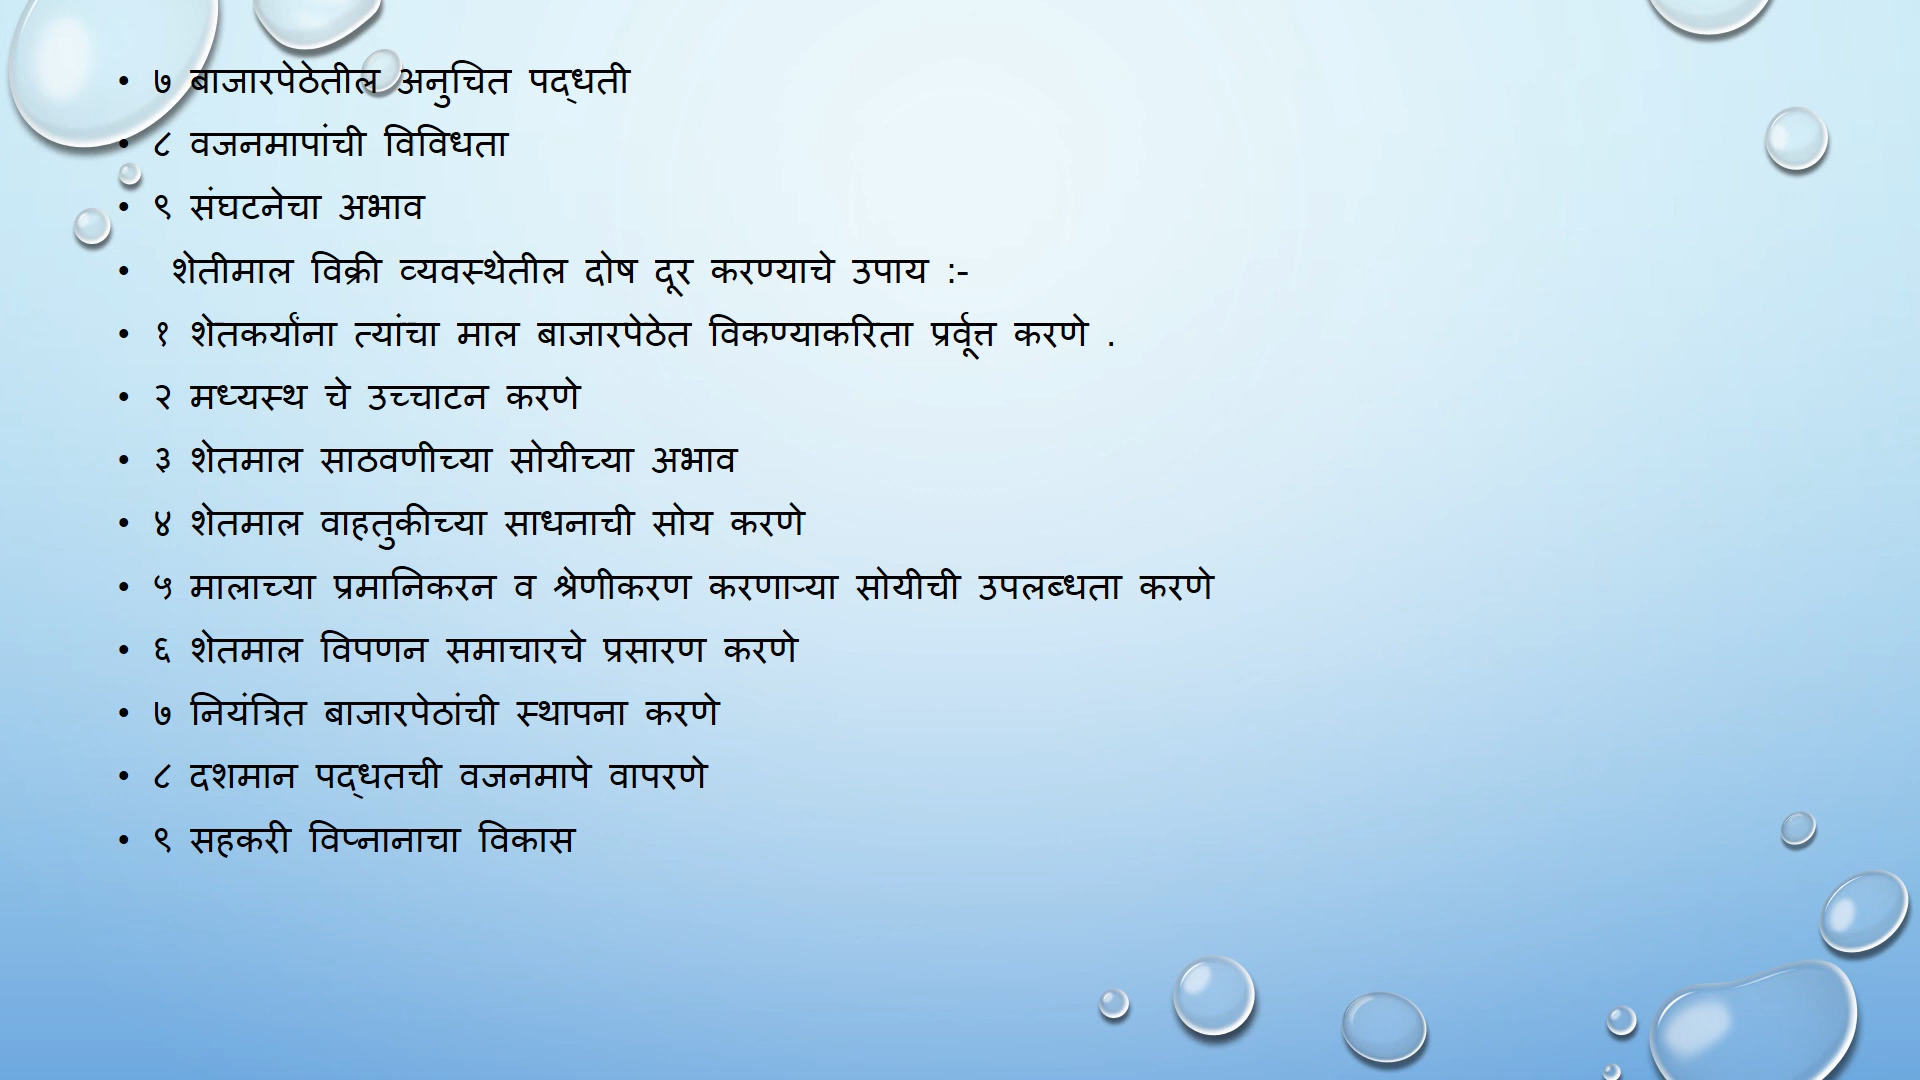 • ७ बाजारपेठेतील अनुचित पद्धती
• ८ वजनमापांची विविधता
• ९ संघटनेचा अभाव
• शेतीमाल विक्री व्यवस्थेतील दोष दूर करण्याचे उपाय :-
• १ शेतकर्यांना त्यांचा माल बाजारपेठेत विकण्याकरिता प्रर्वूत्त करणे .
• २ मध्यस्थ चे उच्चाटन करणे
• ३ शेतमाल साठवणीच्या सोयीच्या अभाव
• ४ शेतमाल वाहतुकीच्या साधनाची सोय करणे
• ५ मालाच्या प्रमानिकरन व श्रेणीकरण करणाऱ्या सोयीची उपलब्धता करणे
• ६ शेतमाल विपणन समाचारचे प्रसारण करणे
• ७ नियंत्रित बाजारपेठांची स्थापना करणे
• ८ दशमान पद्धतची वजनमापे वापरणे
• ९ सहकरी विप्नानाचा विकास